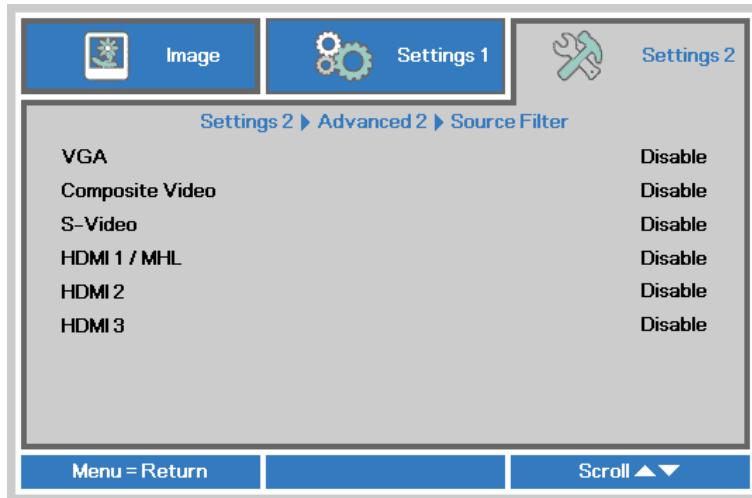 Image Settings 1 Settings 2
Settings 2 ▶ Advanced 2 ▶ Source Filter
VGA Disable
Composite Video Disable
S-Video Disable
HDMI 1 / MHL Disable
HDMI 2 Disable
HDMI 3 Disable
Menu = Return Scroll ▲▼